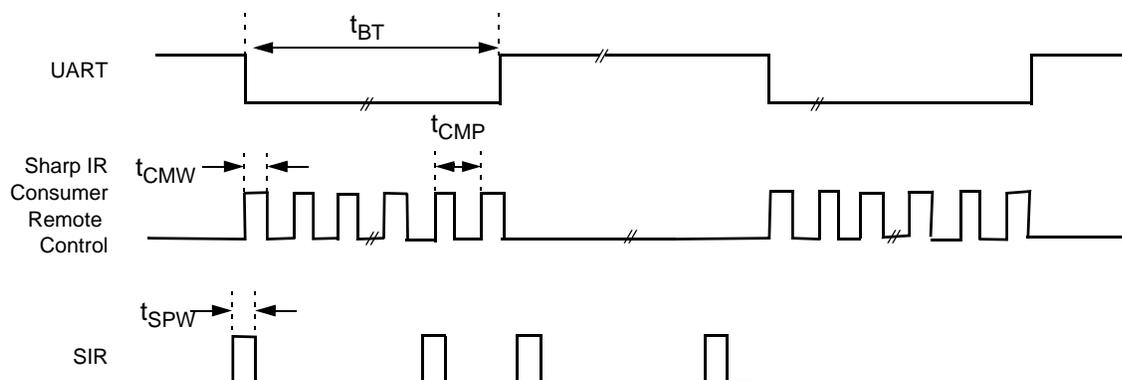 tBT
UART
tCMP
tCMW
Sharp IR
Consumer
Remote
Control
tSPW
SIR